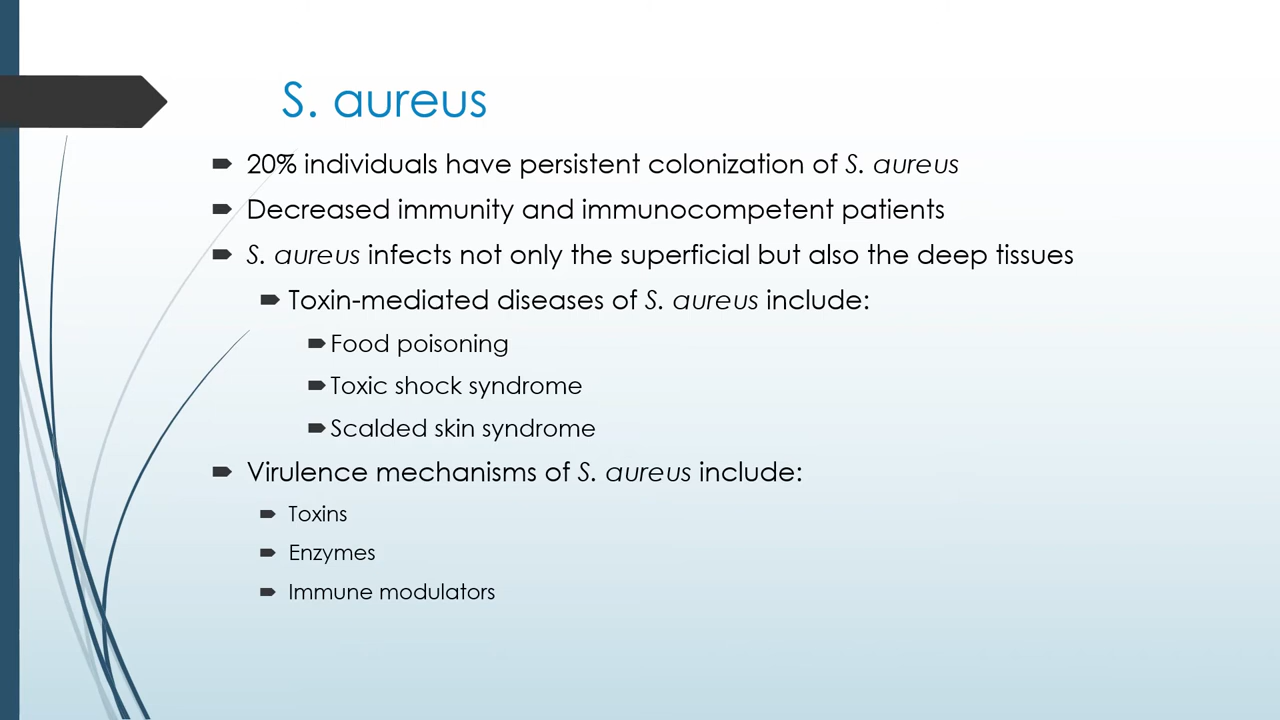 S. aureus
20% individuals have persistent colonization of S. aureus
Decreased immunity and immunocompetent patients
S. aureus infects not only the superficial but also the deep tissues
Toxin-mediated diseases of S. aureus include:
Food poisoning
Toxic shock syndrome
Scalded skin syndrome
Virulence mechanisms of S. aureus include:
Toxins
Enzymes
Immune modulators